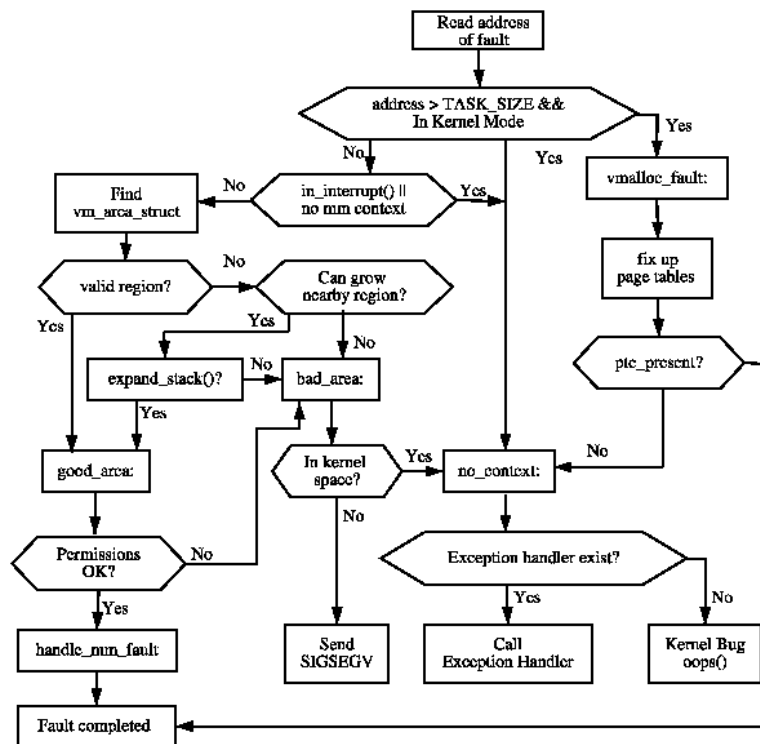 Read address
of fault
address > TASK_SIZE &&
In Kernel Mode
Yes
No
Yes
vmalloc_fault:
Find
vm_area_struct
No
in_interrupt() ||
no mm context
Yes
fix up
page tables
valid region?
No
Can grow
nearby region?
Yes
Yes
No
No
expand_stack()?
No
bad_area:
pte_present?
Yes
good_area:
In kernel
space?
Yes
no_context:
No
Permissions
OK?
No
No
Exception handler exist?
Yes
Yes
No
handle_mm_fault
Send
SIGSEGV
Call
Exception Handler
Kernel Bug
oops()
Fault completed